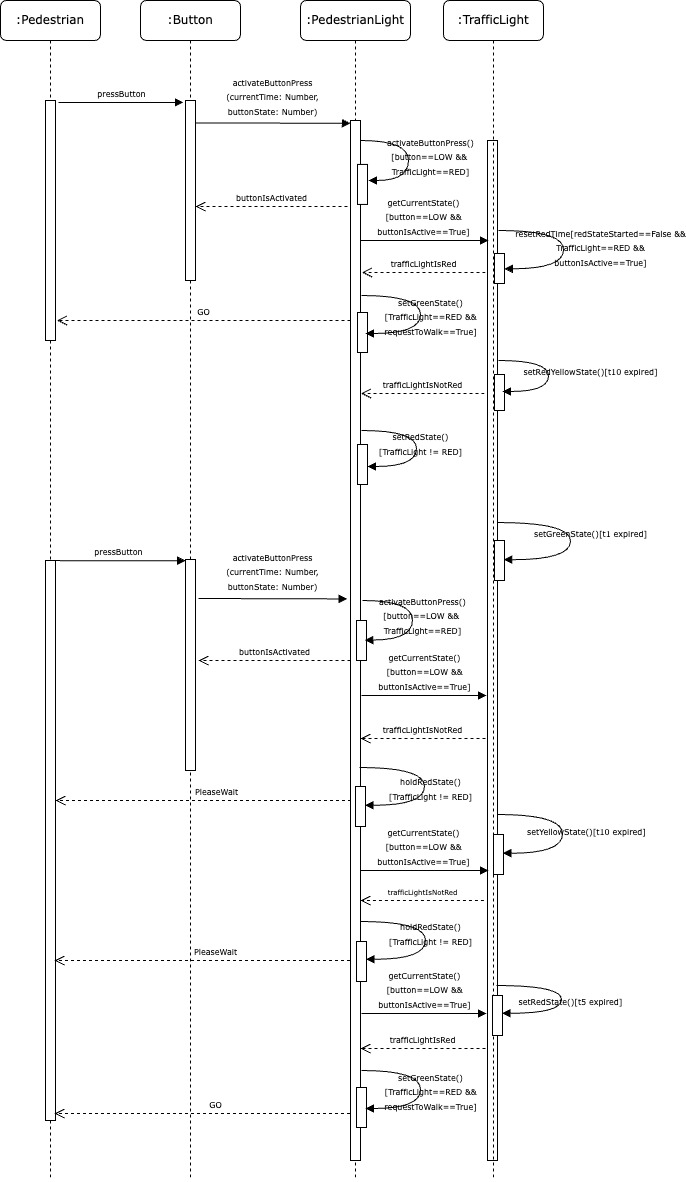 :Pedestrian
:Button
:PedestrianLight
:TrafficLight
pressButton
activateButtonPress
(currentTime: Number,
buttonState: Number)
activateButtonPress()
[button==LOW &&
TrafficLight==RED]
buttonIsActivated
getCurrentState()
[button==LOW &&
buttonIsActive==True]
resetRedTime[redStateStarted==False &&
TrafficLight==RED &&
buttonIsActive==True]
trafficLightIsRed
setGreenState()
[TrafficLight==RED &&
requestToWalk==True]
GO
setRedYellowState()[t10 expired]
trafficLightIsNotRed
setRedState()
[TrafficLight != RED]
setGreenState()[t1 expired]
pressButton
activateButtonPress
(currentTime: Number,
buttonState: Number)
activateButtonPress()
[button==LOW &&
TrafficLight==RED]
buttonIsActivated
getCurrentState()
[button==LOW &&
buttonIsActive==True]
trafficLightIsNotRed
holdRedState()
[TrafficLight != RED]
PleaseWait
getCurrentState()
[button==LOW &&
buttonIsActive==True]
setYellowState()[t10 expired]
trafficLightIsNotRed
holdRedState()
[TrafficLight != RED]
PleaseWait
getCurrentState()
[button==LOW &&
buttonIsActive==True]
setRedState()[t5 expired]
trafficLightIsRed
setGreenState()
[TrafficLight==RED &&
requestToWalk==True]
GO